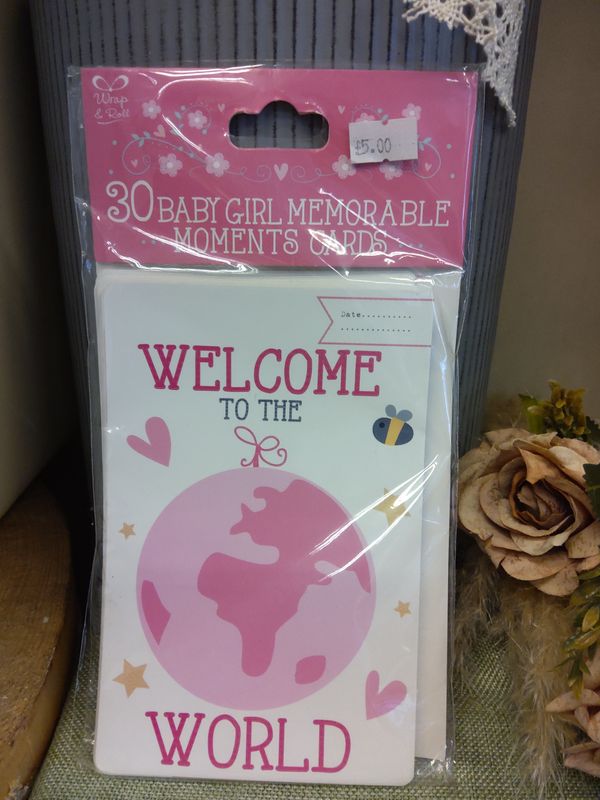 Wrap
& Roll
£5.00
30 BABY GIRL MEMORABLE
MOMENTS CARDS
Date..........
..............
WELCOME
TO THE
WORLD